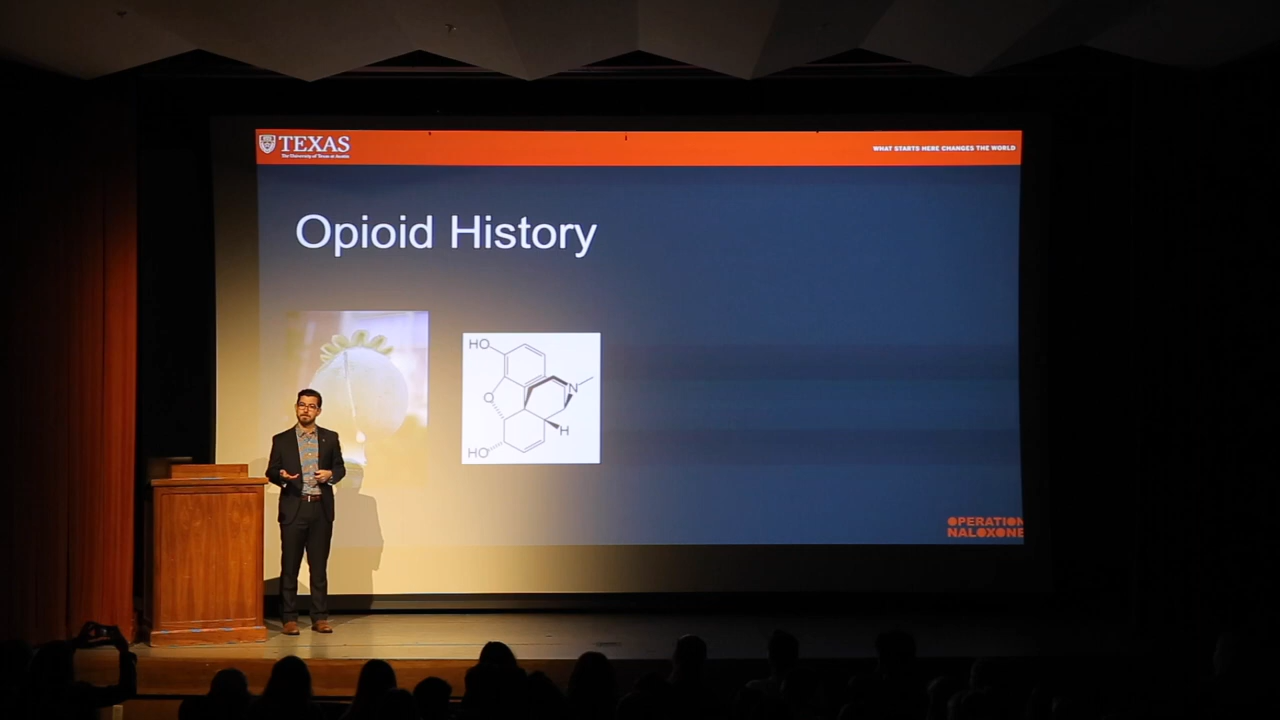 TEXAS
The University of Texas at Austin
WHAT STARTS HERE CHANGES THE WORLD
Opioid History
HO
O
N
H
HO
OPERATION
NALOXONE